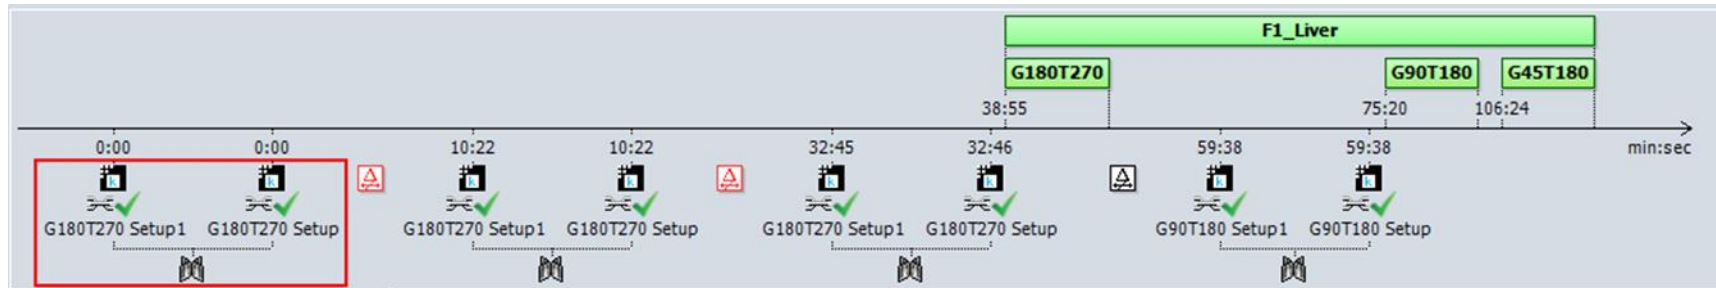 F1_Liver
G180T270 G90T180 G45T180
38:55 75:20 106:24
0:00 0:00 10:22 10:22 32:45 32:46 59:38 59:38 min:sec
k k k k k k k k
G180T270 Setup1 G180T270 Setup G180T270 Setup1 G180T270 Setup G180T270 Setup1 G180T270 Setup G90T180 Setup1 G90T180 Setup